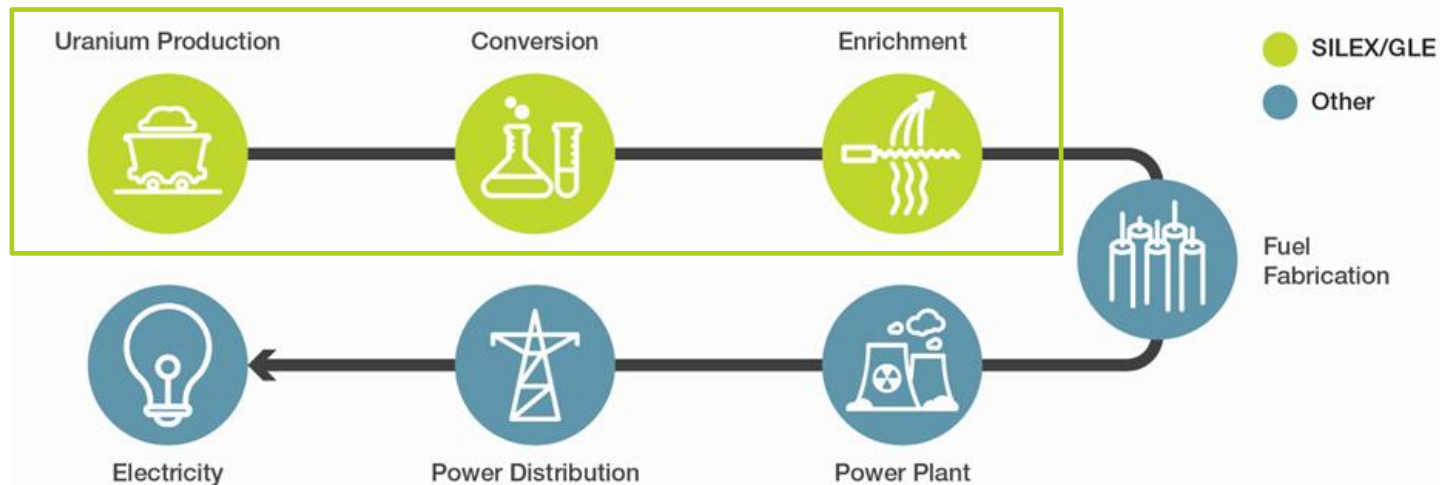 Uranium Production
Conversion
Enrichment
SILEX/GLE
Other
Fuel
Fabrication
Electricity
Power Distribution
Power Plant